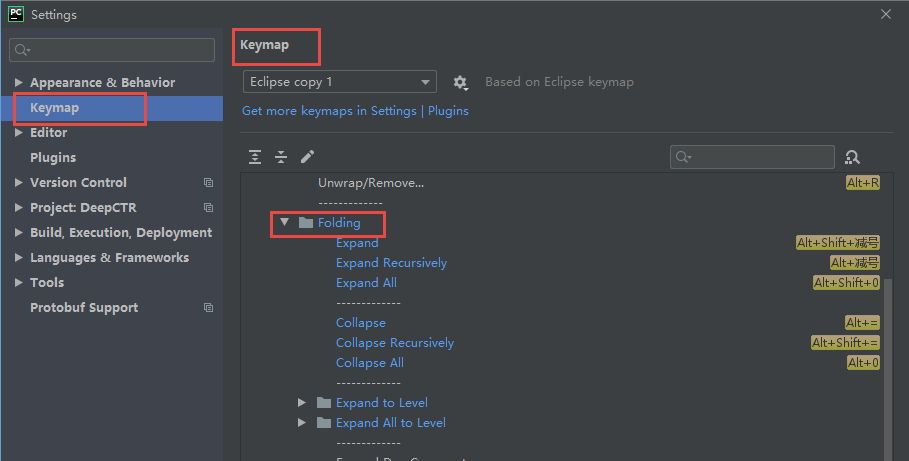 PC Settings
Appearance & Behavior
Keymap
Editor
Plugins
Version Control
Project: DeepCTR
Build, Execution, Deployment
Languages & Frameworks
Tools
Protobuf Support
Keymap
Eclipse copy 1 Based on Eclipse keymap
Get more keymaps in Settings | Plugins
Unwrap/Remove... Alt+R
-------------
Folding
Expand Alt+Shift+减号
Expand Recursively Alt+减号
Expand All Alt+Shift+0
-------------
Collapse Alt+=
Collapse Recursively Alt+Shift+=
Collapse All Alt+0
-------------
Expand to Level
Expand All to Level
-------------